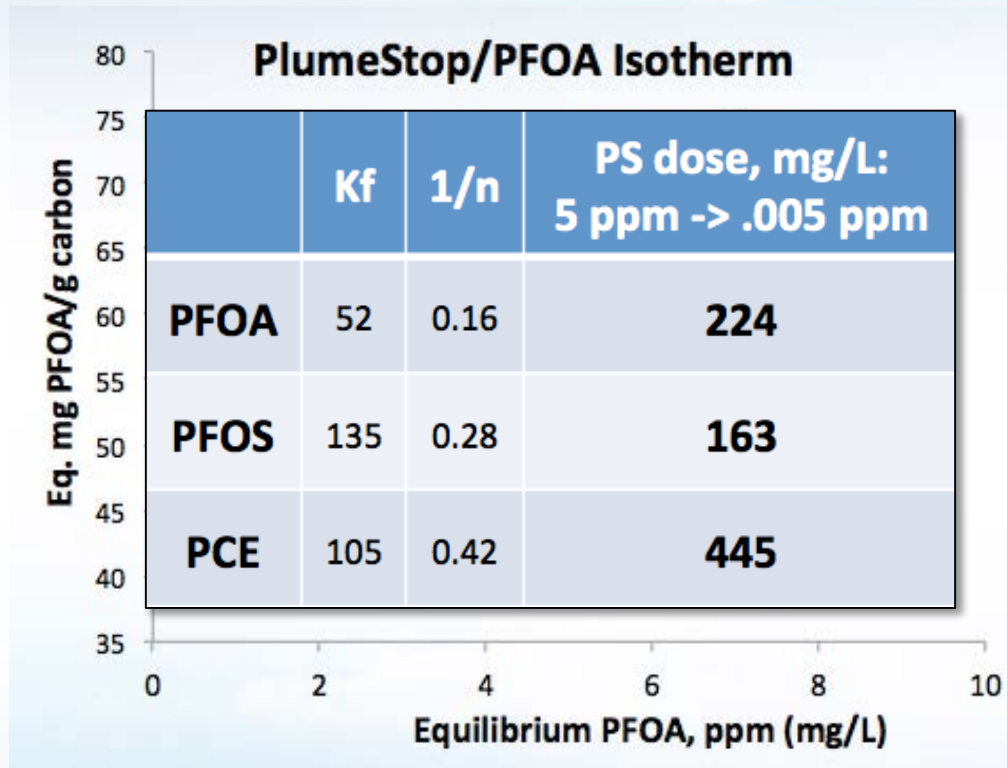 PlumeStop/PFOA Isotherm
80
75
70
65
60
55
50
45
40
35
Eq. mg PFOA/g carbon
Kf 1/n PS dose, mg/L:
5 ppm -> .005 ppm
PFOA 52 0.16 224
PFOS 135 0.28 163
PCE 105 0.42 445
0 2 4 6 8 10
Equilibrium PFOA, ppm (mg/L)